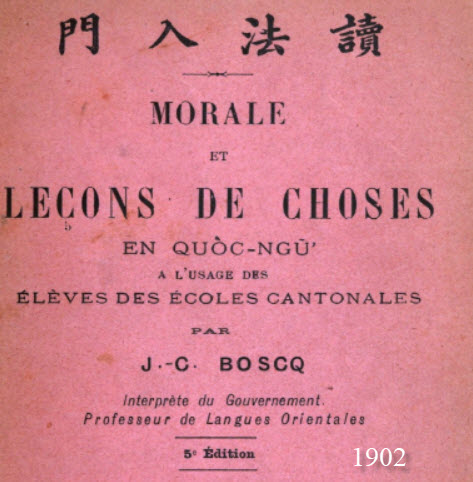 門入法讀
MORALE
ET
LEÇONS DE CHOSES
EN QUÒC-NGŨ'
A L'USAGE DES
ÉLÈVES DES ÉCOLES CANTONALES
PAR
J.-C. BOSCQ
Interprète du Gouvernement.
Professeur de Langues Orientales
5e Édition
1902